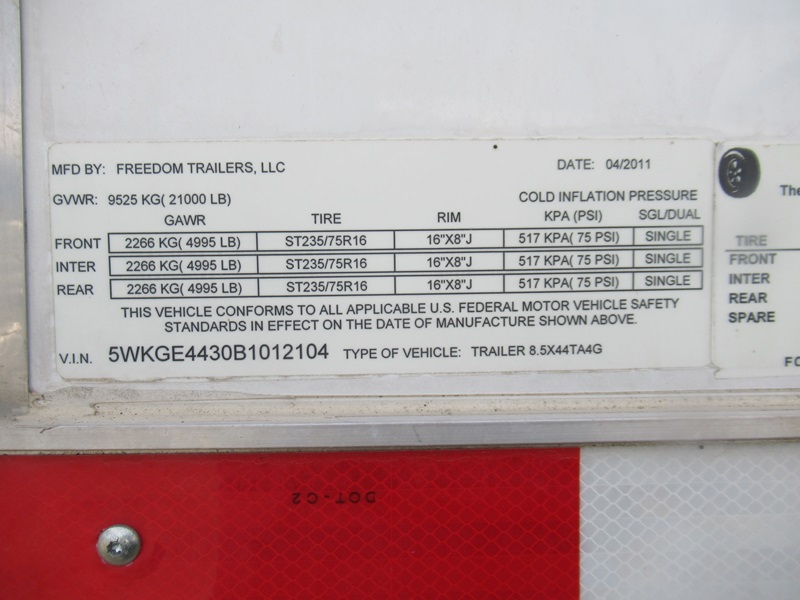 MFD BY: FREEDOM TRAILERS, LLC DATE: 04/2011
GVWR: 9525 KG( 21000 LB) COLD INFLATION PRESSURE
GAWR TIRE RIM KPA (PSI) SGL/DUAL
FRONT 2266 KG( 4995 LB) ST235/75R16 16"X8"J 517 KPA( 75 PSI) SINGLE
INTER 2266 KG( 4995 LB) ST235/75R16 16"X8"J 517 KPA( 75 PSI) SINGLE
REAR 2266 KG( 4995 LB) ST235/75R16 16"X8"J 517 KPA( 75 PSI) SINGLE
THIS VEHICLE CONFORMS TO ALL APPLICABLE U.S. FEDERAL MOTOR VEHICLE SAFETY
STANDARDS IN EFFECT ON THE DATE OF MANUFACTURE SHOWN ABOVE.
V.I.N. 5WKGE4430B1012104 TYPE OF VEHICLE: TRAILER 8.5X44TA4G
The
TIRE
FRONT
INTER
REAR
SPARE
DOT-C2